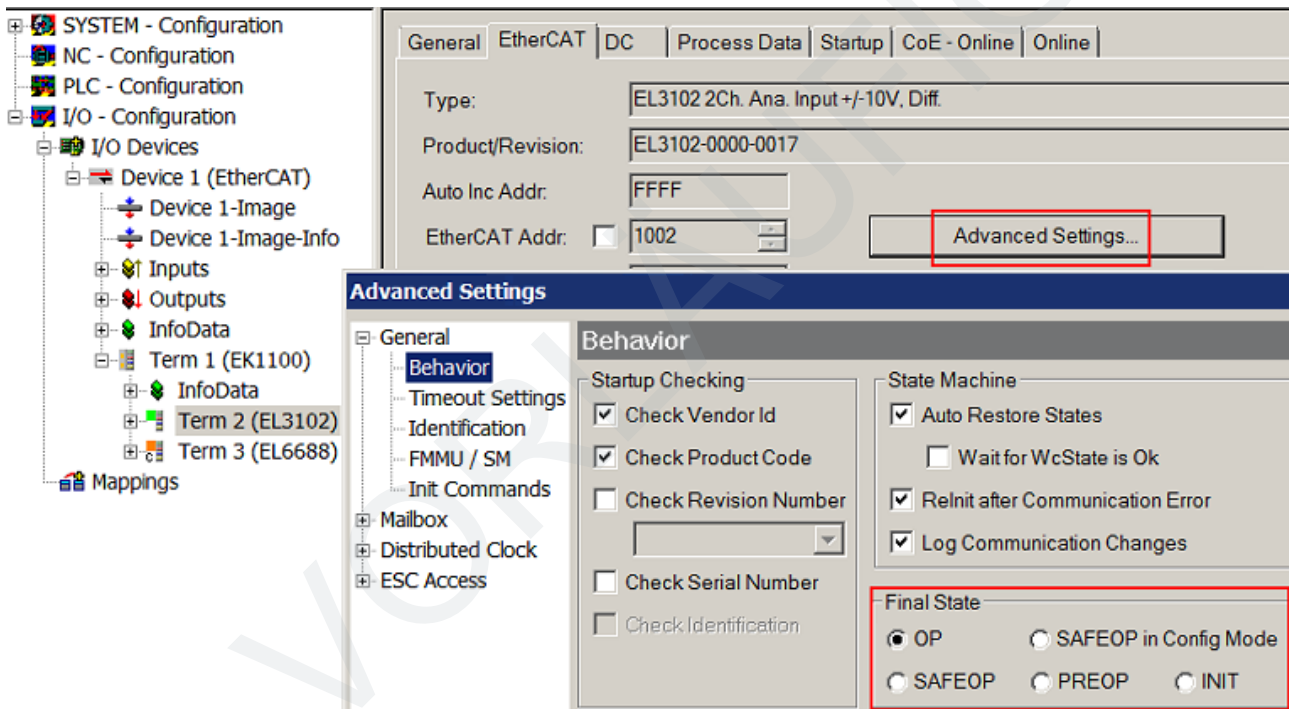 SYSTEM - Configuration
NC - Configuration
PLC - Configuration
I/O - Configuration
I/O Devices
Device 1 (EtherCAT)
Device 1-Image
Device 1-Image-Info
Inputs
Outputs
InfoData
Term 1 (EK1100)
InfoData
Term 2 (EL3102)
Term 3 (EL6688)
Mappings
General EtherCAT DC Process Data Startup CoE - Online Online
Type: EL3102 2Ch. Ana. Input +/-10V, Diff.
Product/Revision: EL3102-0000-0017
Auto Inc Addr: FFFF
EtherCAT Addr: 1002 Advanced Settings...
Advanced Settings
General
Behavior
Timeout Settings
Identification
FMMU / SM
Init Commands
Mailbox
Distributed Clock
ESC Access
Behavior
Startup Checking
Check Vendor Id
Check Product Code
Check Revision Number
Check Serial Number
Check Identification
State Machine
Auto Restore States
Wait for WcState is Ok
ReInit after Communication Error
Log Communication Changes
Final State
OP SAFEOP in Config Mode
SAFEOP PREOP INIT